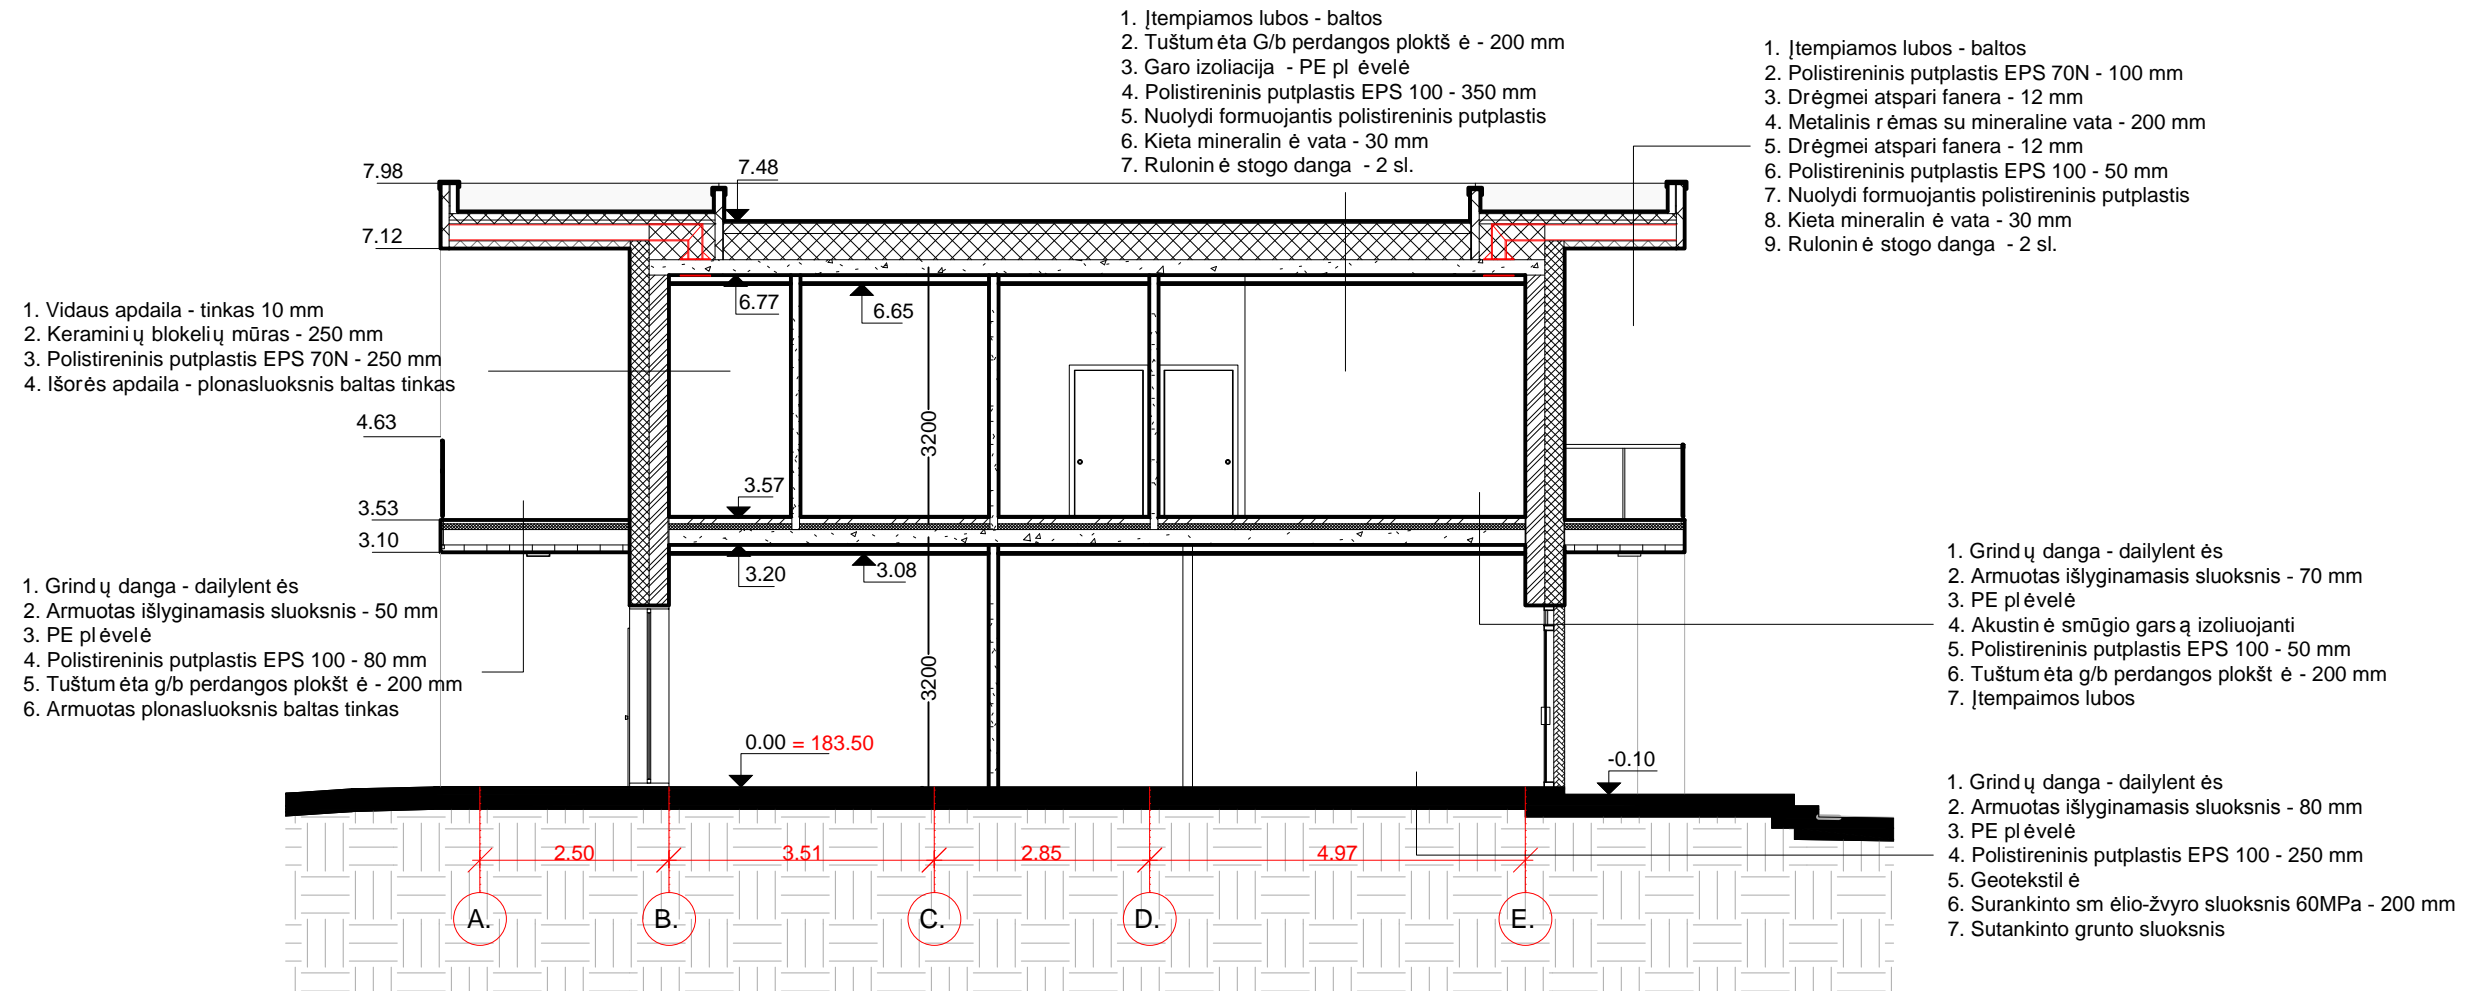 1. Įtempiamos lubos - baltos
2. Tuštumėta G/b perdangos ploktšė - 200 mm
3. Garo izoliacija - PE plėvelė
4. Polistireninis putplastis EPS 100 - 350 mm
5. Nuolydi formuojantis polistireninis putplastis
6. Kieta mineralinė vata - 30 mm
7. Ruloninė stogo danga - 2 sl.
1. Įtempiamos lubos - baltos
2. Polistireninis putplastis EPS 70N - 100 mm
3. Drėgmei atspari fanera - 12 mm
4. Metalinis rėmas su mineraline vata - 200 mm
5. Drėgmei atspari fanera - 12 mm
6. Polistireninis putplastis EPS 100 - 50 mm
7. Nuolydi formuojantis polistireninis putplastis
8. Kieta mineralinė vata - 30 mm
9. Ruloninė stogo danga - 2 sl.
7.98
7.48
7.12
6.77
6.65
1. Vidaus apdaila - tinkas 10 mm
2. Keraminių blokelių mūras - 250 mm
3. Polistireninis putplastis EPS 70N - 250 mm
4. Išorės apdaila - plonasluoksnis baltas tinkas
4.63
3200
3.57
3.53
3.10
3.20
3.08
1. Grindų danga - dailylentės
2. Armuotas išlyginamasis sluoksnis - 50 mm
3. PE plėvelė
4. Polistireninis putplastis EPS 100 - 80 mm
5. Tuštumėta g/b perdangos plokštė - 200 mm
6. Armuotas plonasluoksnis baltas tinkas
1. Grindų danga - dailylentės
2. Armuotas išlyginamasis sluoksnis - 70 mm
3. PE plėvelė
4. Akustinė smūgio garsą izoliuojanti
5. Polistireninis putplastis EPS 100 - 50 mm
6. Tuštumėta g/b perdangos plokštė - 200 mm
7. Įtempaimos lubos
3200
0.00 = 183.50
-0.10
1. Grindų danga - dailylentės
2. Armuotas išlyginamasis sluoksnis - 80 mm
3. PE plėvelė
4. Polistireninis putplastis EPS 100 - 250 mm
5. Geotekstilė
6. Surankinto smėlio-žvyro sluoksnis 60MPa - 200 mm
7. Sutankinto grunto sluoksnis
2.50 3.51 2.85 4.97
A. B. C. D. E.